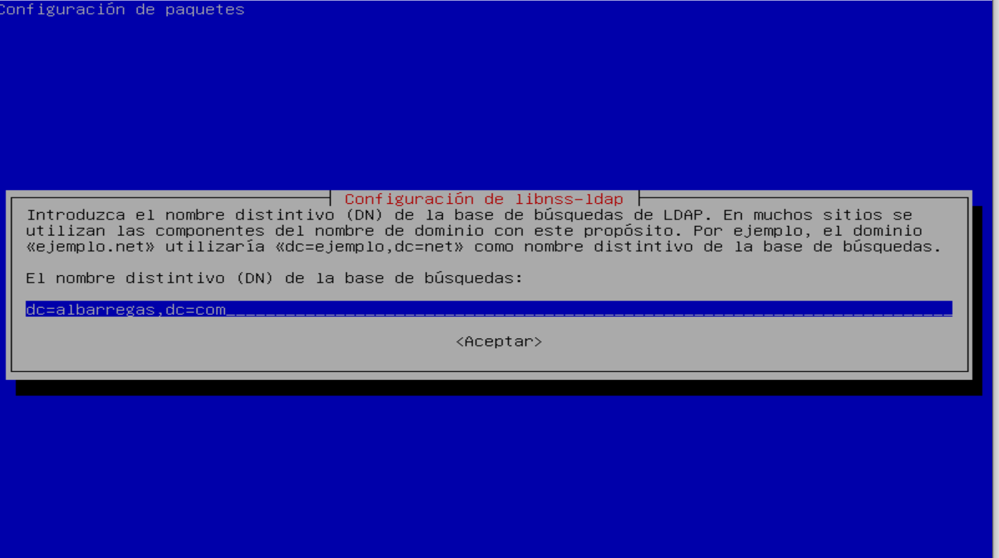 Configuración de paquetes
Configuración de libnss-ldap
Introduzca el nombre distintivo (DN) de la base de búsquedas de LDAP. En muchos sitios se
utilizan las componentes del nombre de dominio con este propósito. Por ejemplo, el dominio
«ejemplo.net» utilizaría «dc=ejemplo,dc=net» como nombre distintivo de la base de búsquedas.
El nombre distintivo (DN) de la base de búsquedas:
dc=albarregas,dc=com
<Aceptar>